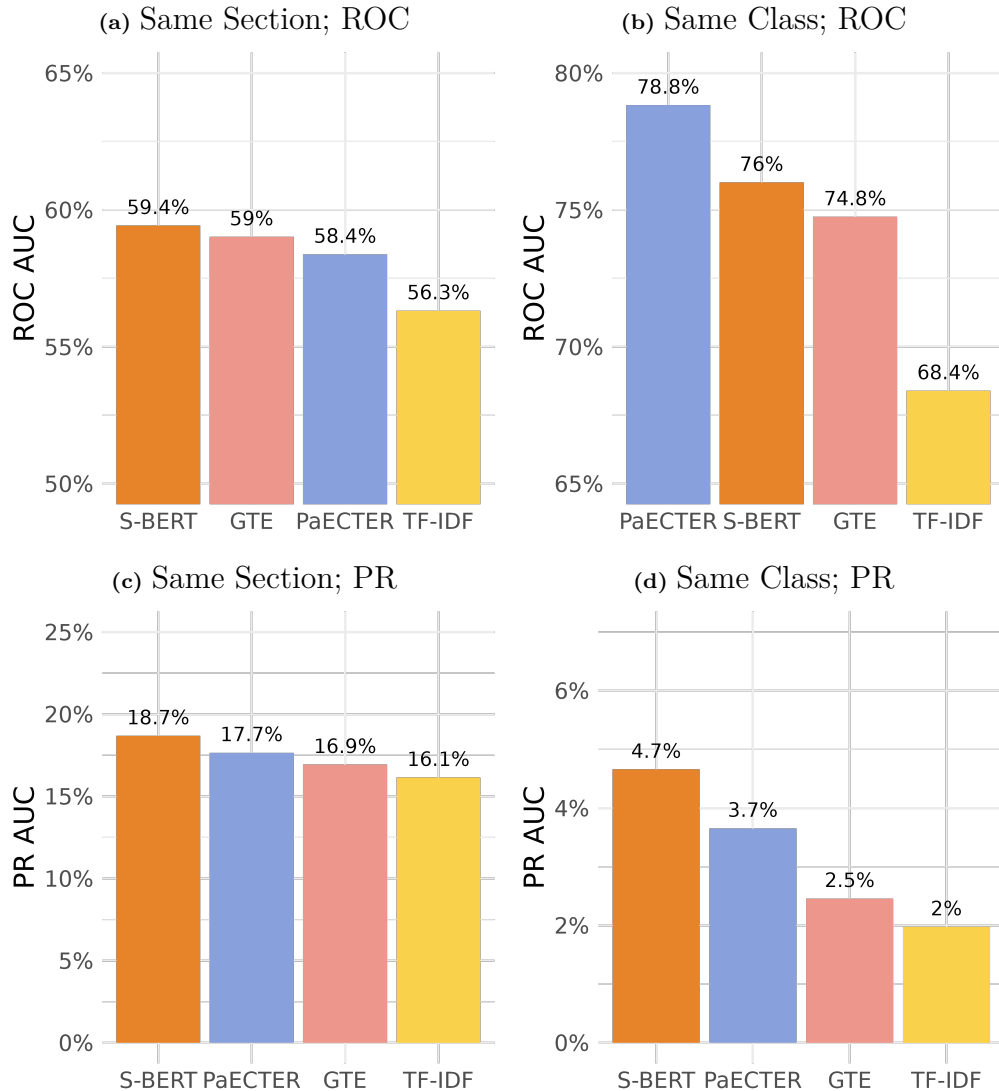 (a) Same Section; ROC
65%
60%
55%
50%
ROC AUC
59.4%
59%
58.4%
56.3%
S-BERT GTE PaECTER TF-IDF
(b) Same Class; ROC
80%
75%
70%
65%
ROC AUC
78.8%
76%
74.8%
68.4%
PaECTER S-BERT GTE TF-IDF
(c) Same Section; PR
25%
20%
15%
10%
5%
0%
PR AUC
18.7%
17.7%
16.9%
16.1%
S-BERT PaECTER GTE TF-IDF
(d) Same Class; PR
6%
4%
2%
0%
PR AUC
4.7%
3.7%
2.5%
2%
S-BERT PaECTER GTE TF-IDF